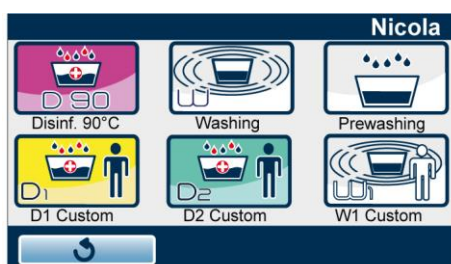 Nicola
D 90
W
Disinf. 90°C
Washing
Prewashing
D1
D2
W1
D1 Custom
D2 Custom
W1 Custom